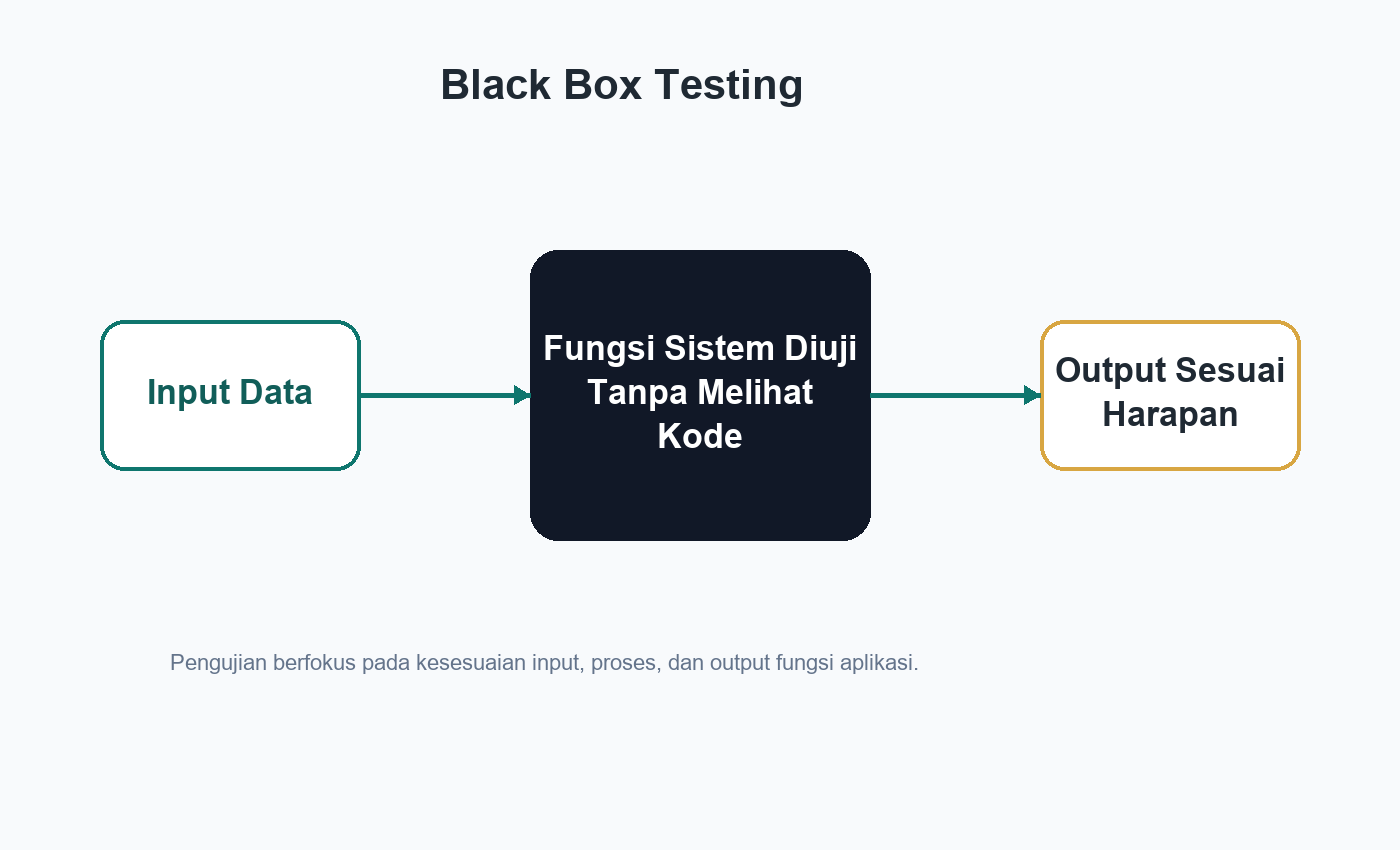 Black Box Testing
Input Data
Fungsi Sistem Diuji
Tanpa Melihat
Kode
Output Sesuai
Harapan
Pengujian berfokus pada kesesuaian input, proses, dan output fungsi aplikasi.